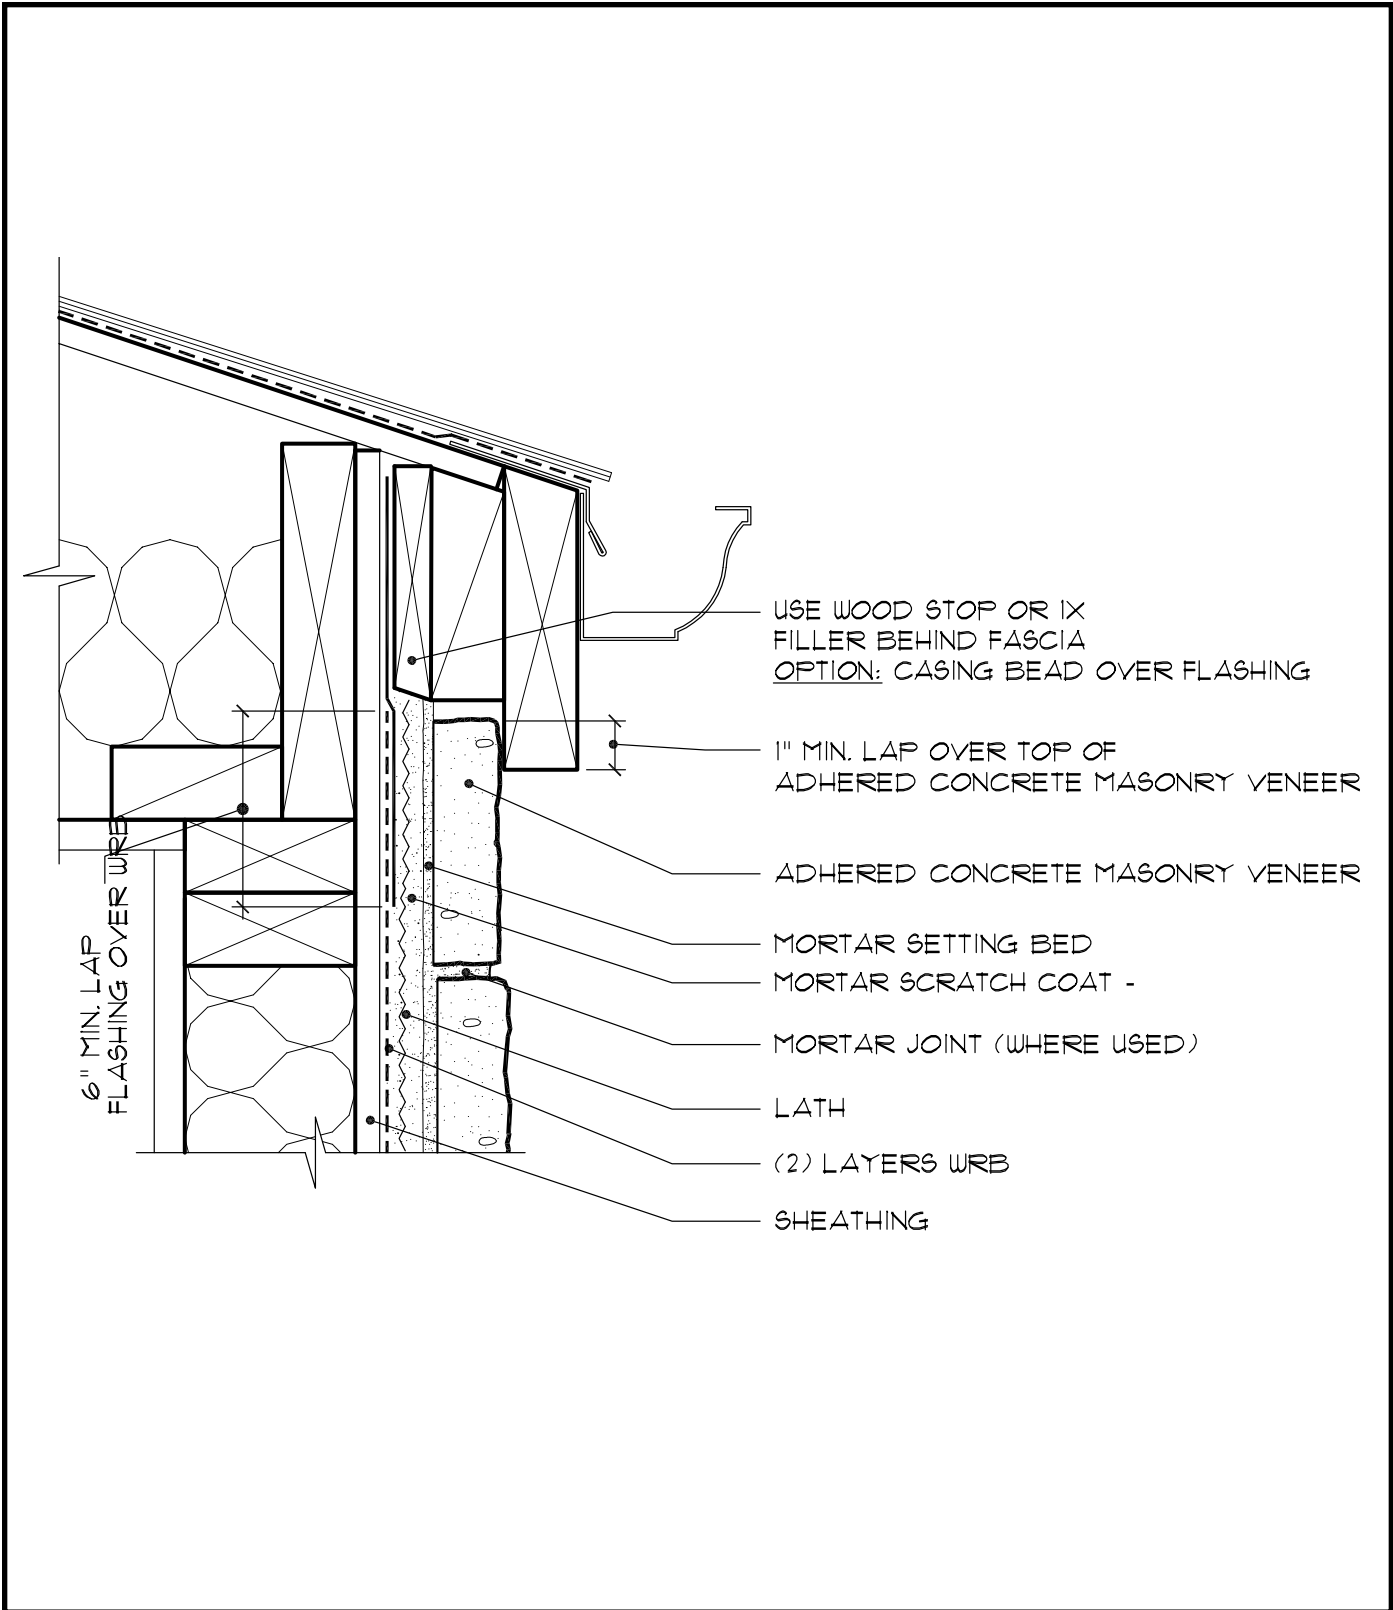 USE WOOD STOP OR 1X
FILLER BEHIND FASCIA
OPTION: CASING BEAD OVER FLASHING
1" MIN. LAP OVER TOP OF
ADHERED CONCRETE MASONRY VENEER
ADHERED CONCRETE MASONRY VENEER
MORTAR SETTING BED
MORTAR SCRATCH COAT -
MORTAR JOINT (WHERE USED)
LATH
(2) LAYERS WRB
SHEATHING
6" MIN. LAP
FLASHING OVER WRB